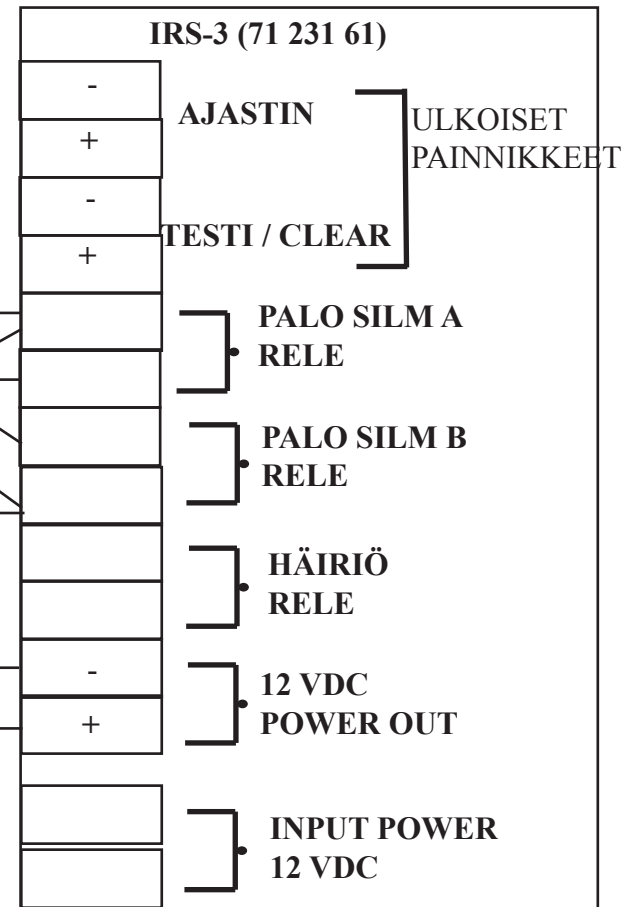 IRS-3 (71 231 61)
-
AJASTIN
+
ULKOISET
PAINNIKKEET
-
TESTI / CLEAR
+
PALO SILM A
RELE
PALO SILM B
RELE
HÄIRIÖ
RELE
-
12 VDC
+
POWER OUT
INPUT POWER
12 VDC